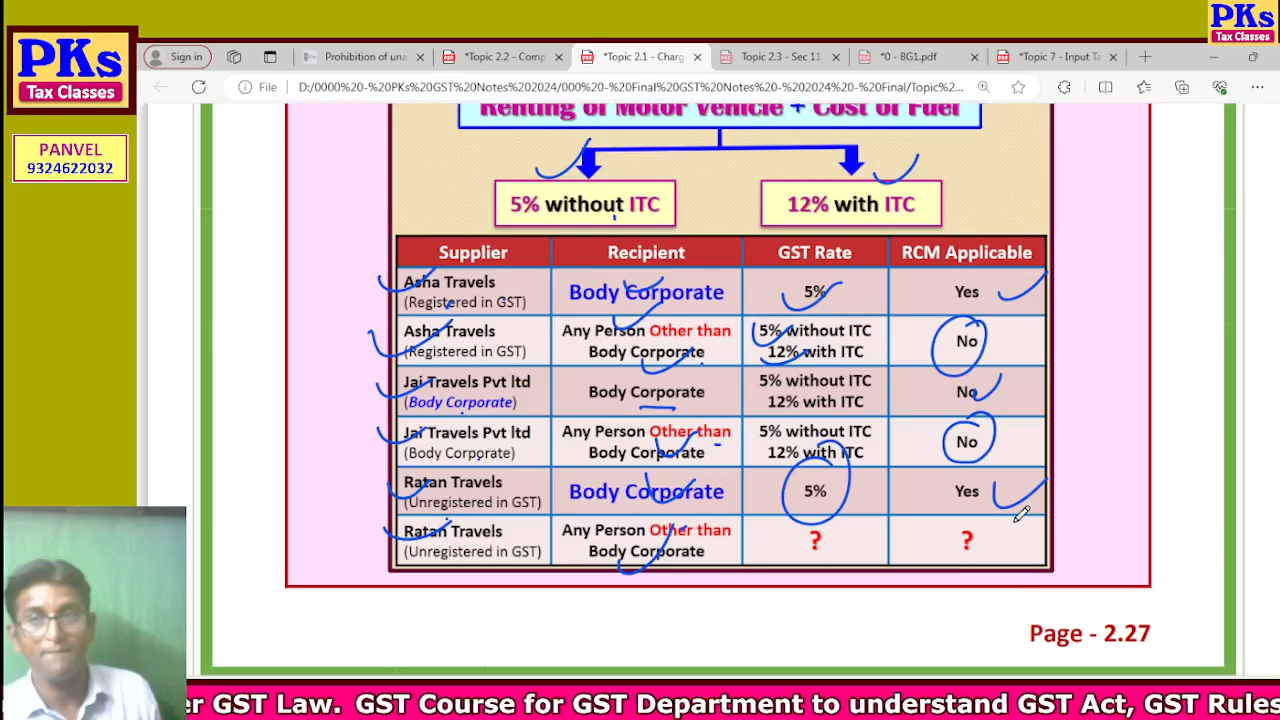 PKs
Tax Classes
PANVEL
9324622032
PKs
Tax Classes
Sign in
Prohibition of una
*Topic 2.2 - Comp
*Topic 2.1 - Charg
Topic 2.3 - Sec 11
*0 - BG1.pdf
*Topic 7 - Input Ta
File
D:/0000%20-%20PKs%20GST%20Notes%202024/000%20-%20Final%20GST%20Notes%20%202024%20-%20Final/Topic%2...
Renting of Motor Vehicle + Cost of Fuel
5% without ITC
12% with ITC
Supplier Recipient GST Rate RCM Applicable
Asha Travels
(Registered in GST)
Body Corporate
5%
Yes
Asha Travels
(Registered in GST)
Any Person Other than
Body Corporate
5% without ITC
12% with ITC
No
Jai Travels Pvt ltd
(Body Corporate)
Body Corporate
5% without ITC
12% with ITC
No
Jai Travels Pvt ltd
(Body Corporate)
Any Person Other than
Body Corporate
5% without ITC
12% with ITC
No
Ratan Travels
(Unregistered in GST)
Body Corporate
5%
Yes
Ratan Travels
(Unregistered in GST)
Any Person Other than
Body Corporate
?
?
Page - 2.27
er GST Law. GST Course for GST Department to understand GST Act, GST Rules